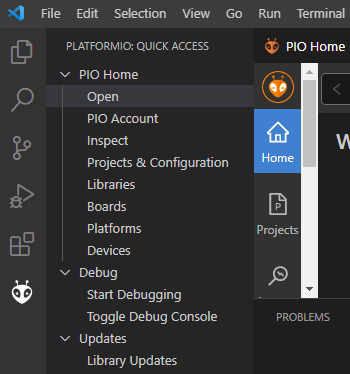 File Edit Selection View Go Run Terminal
PLATFORMIO: QUICK ACCESS
PIO Home
Open
PIO Account
Inspect
Projects & Configuration
Libraries
Boards
Platforms
Devices
Debug
Start Debugging
Toggle Debug Console
Updates
Library Updates
PIO Home
W
Home
Projects
PROBLEMS